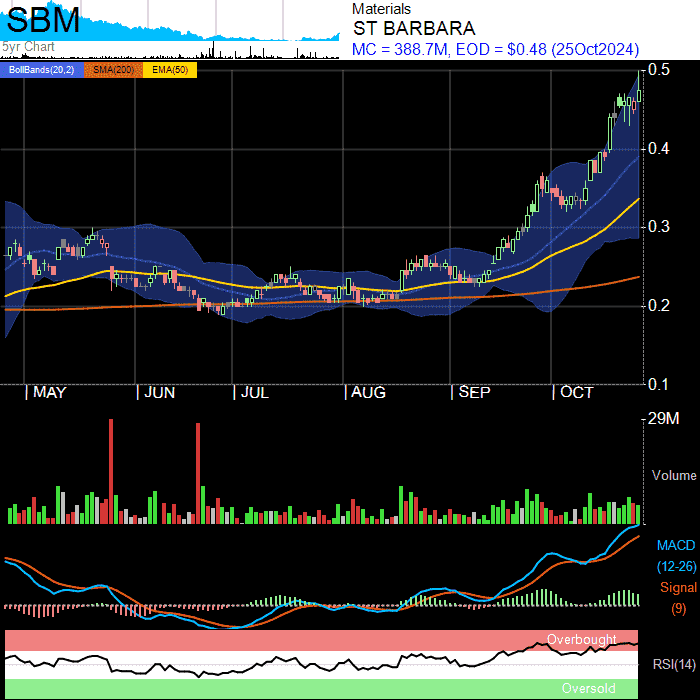 SBM
5yr Chart
Materials
ST BARBARA
MC = 388.7M, EOD = $0.48 (25Oct2024)
BollBands(20,2) SMA(200) EMA(50)
0.5
0.4
0.3
0.2
0.1
MAY JUN JUL AUG SEP OCT
29M
Volume
MACD
(12-26)
Signal
(9)
Overbought
RSI(14)
Oversold